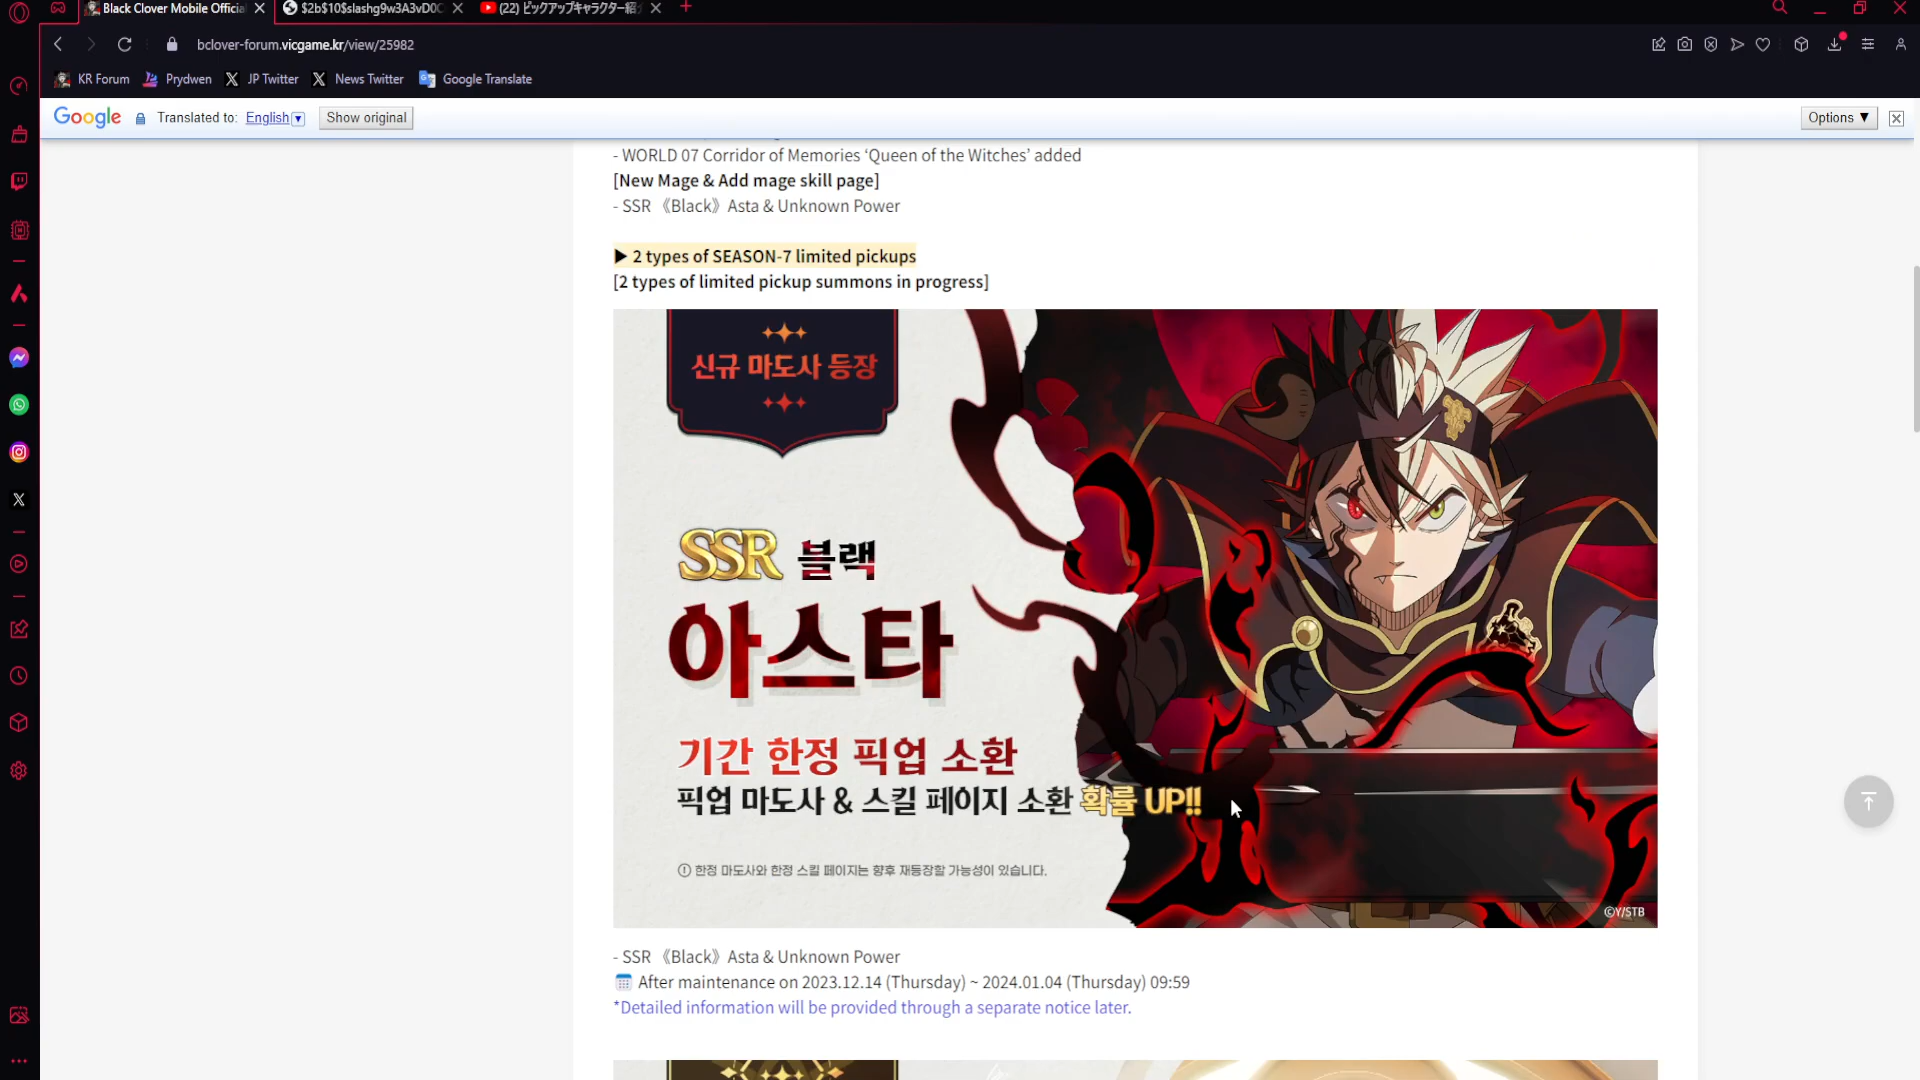 Black Clover Mobile Officia
$2b$10$slashg9w3A3vD0C
(22) ピックアップキャラクター紹
bclover-forum.vicgame.kr/view/25982
KR Forum
Prydwen
JP Twitter
News Twitter
Google Translate
Google
Translated to: English
Show original
Options ▼
- WORLD 07 Corridor of Memories ‘Queen of the Witches’ added
[New Mage & Add mage skill page]
- SSR 《Black》Asta & Unknown Power
▶ 2 types of SEASON-7 limited pickups
[2 types of limited pickup summons in progress]
신규 마도사 등장
SSR 블랙
아스타
기간 한정 픽업 소환
픽업 마도사 & 스킬 페이지 소환 확률 UP!!
ⓘ 한정 마도사와 한정 스킬 페이지는 향후 재등장할 가능성이 있습니다.
©Y/STB
- SSR 《Black》Asta & Unknown Power
After maintenance on 2023.12.14 (Thursday) ~ 2024.01.04 (Thursday) 09:59
*Detailed information will be provided through a separate notice later.